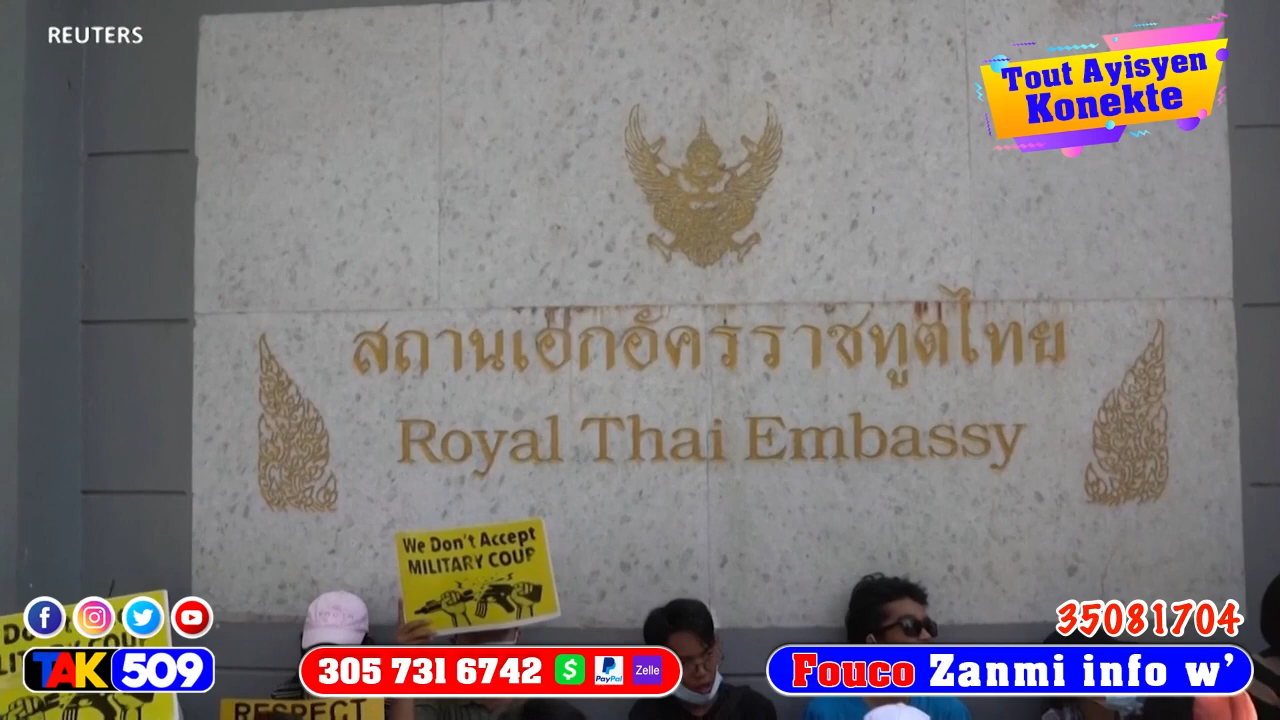 REUTERS
Tout Ayisyen
Konekte
สถานเอกอัครราชทูตไทย
Royal Thai Embassy
We Don't Accept
MILITARY COUP
RESPECT
35081704
TAK 509
305 731 6742
PayPal
Zelle
Fouco Zanmi info w'